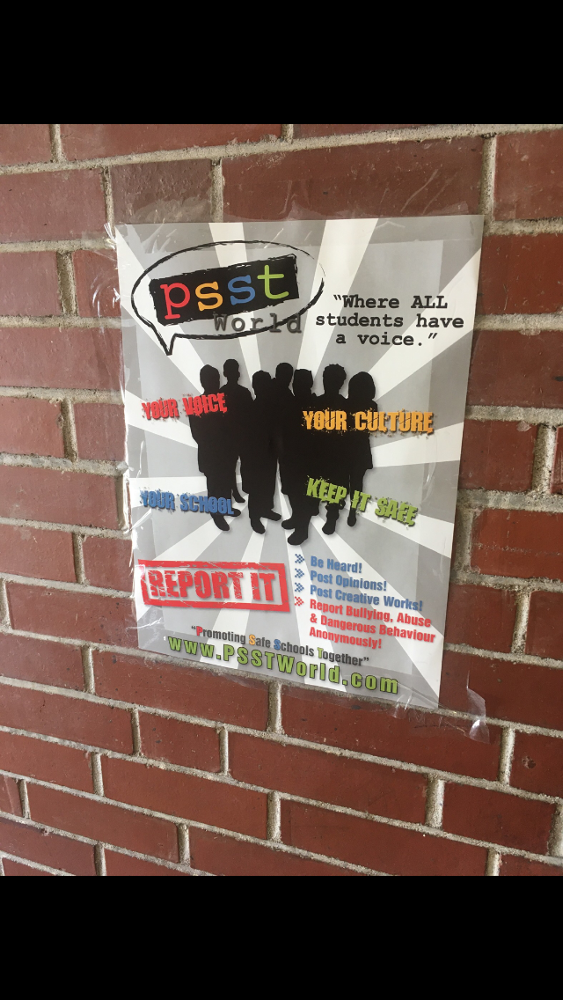 psst
World
"Where ALL
students have
a voice."
YOUR VOICE
YOUR CULTURE
YOUR SCHOOL
KEEP IT SAFE
REPORT IT
Be Heard!
Post Opinions!
Post Creative Works!
Report Bullying, Abuse
& Dangerous Behaviour
Anonymously!
"Promoting Safe Schools Together"
www.PSSTWorld.com